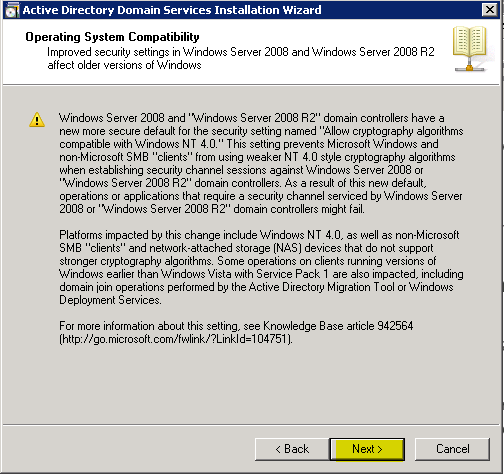 Active Directory Domain Services Installation Wizard
Operating System Compatibility
Improved security settings in Windows Server 2008 and Windows Server 2008 R2
affect older versions of Windows
Windows Server 2008 and "Windows Server 2008 R2" domain controllers have a
new more secure default for the security setting named "Allow cryptography algorithms
compatible with Windows NT 4.0." This setting prevents Microsoft Windows and
non-Microsoft SMB "clients" from using weaker NT 4.0 style cryptography algorithms
when establishing security channel sessions against Windows Server 2008 or
"Windows Server 2008 R2" domain controllers. As a result of this new default,
operations or applications that require a security channel serviced by Windows Server
2008 or "Windows Server 2008 R2" domain controllers might fail.
Platforms impacted by this change include Windows NT 4.0, as well as non-Microsoft
SMB "clients" and network-attached storage (NAS) devices that do not support
stronger cryptography algorithms. Some operations on clients running versions of
Windows earlier than Windows Vista with Service Pack 1 are also impacted, including
domain join operations performed by the Active Directory Migration Tool or Windows
Deployment Services.
For more information about this setting, see Knowledge Base article 942564
(http://go.microsoft.com/fwlink/?LinkId=104751).
< Back
Next >
Cancel